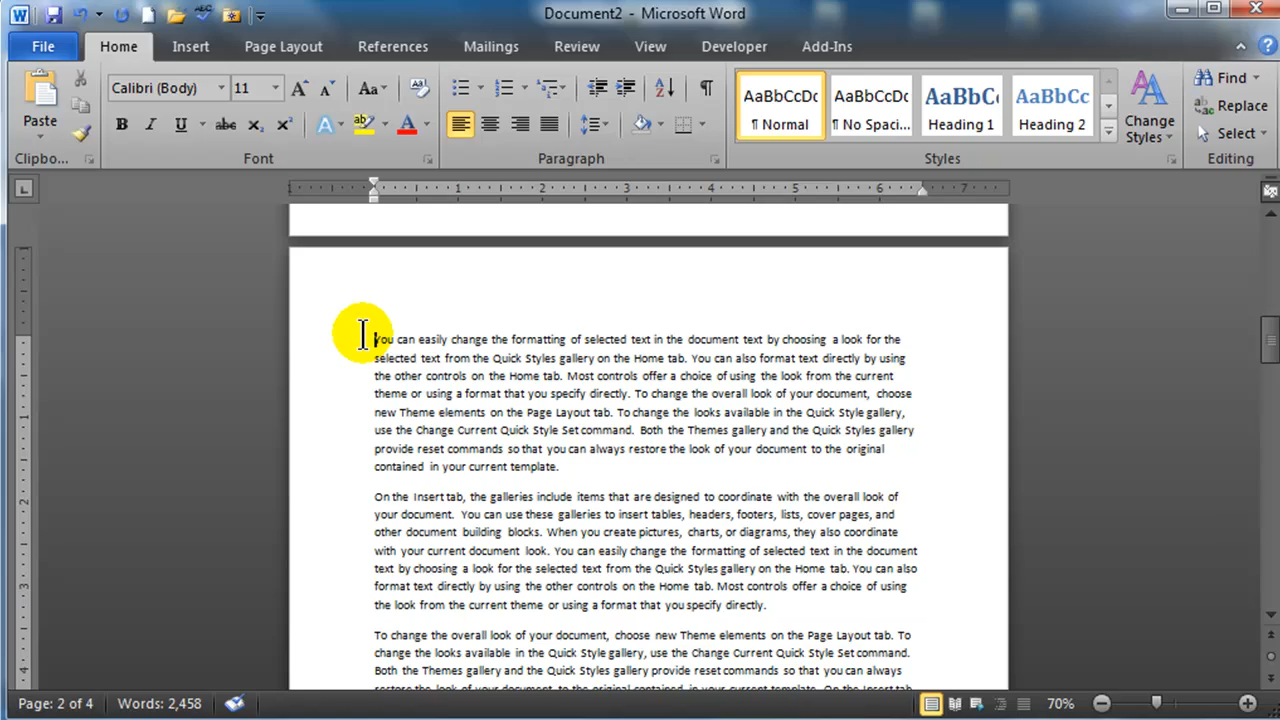 Document2 - Microsoft Word
File Home Insert Page Layout References Mailings Review View Developer Add-Ins
Calibri (Body) 11 Aa
Paste
B I U abc x₂ x² A ab A
AaBbCcDc AaBbCcDc AaBbC AaBbCc
¶ Normal ¶ No Spaci... Heading 1 Heading 2
Change
Styles
Find
Replace
Select
Clipbo... Font Paragraph Styles Editing
1 1 2 3 4 5 6 7
You can easily change the formatting of selected text in the document text by choosing a look for the
selected text from the Quick Styles gallery on the Home tab. You can also format text directly by using
the other controls on the Home tab. Most controls offer a choice of using the look from the current
theme or using a format that you specify directly. To change the overall look of your document, choose
new Theme elements on the Page Layout tab. To change the looks available in the Quick Style gallery,
use the Change Current Quick Style Set command. Both the Themes gallery and the Quick Styles gallery
provide reset commands so that you can always restore the look of your document to the original
contained in your current template.
On the Insert tab, the galleries include items that are designed to coordinate with the overall look of
your document. You can use these galleries to insert tables, headers, footers, lists, cover pages, and
other document building blocks. When you create pictures, charts, or diagrams, they also coordinate
with your current document look. You can easily change the formatting of selected text in the document
text by choosing a look for the selected text from the Quick Styles gallery on the Home tab. You can also
format text directly by using the other controls on the Home tab. Most controls offer a choice of using
the look from the current theme or using a format that you specify directly.
To change the overall look of your document, choose new Theme elements on the Page Layout tab. To
change the looks available in the Quick Style gallery, use the Change Current Quick Style Set command.
Both the Themes gallery and the Quick Styles gallery provide reset commands so that you can always
restore the look of your document to the original contained in your current template. On the Insert tab,
1
2
3
4
Page: 2 of 4 Words: 2,458 70%